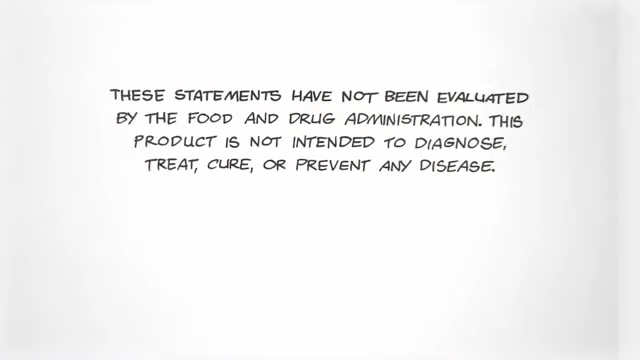 THESE STATEMENTS HAVE NOT BEEN EVALUATED
BY THE FOOD AND DRUG ADMINISTRATION. THIS
PRODUCT IS NOT INTENDED TO DIAGNOSE,
TREAT, CURE, OR PREVENT ANY DISEASE.